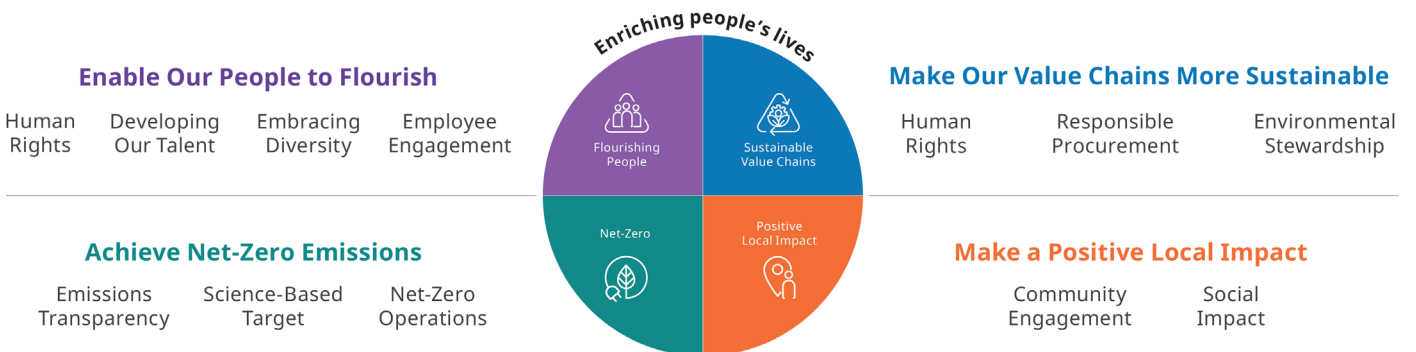 Enriching people's lives
Enable Our People to Flourish
Human
Rights
Developing
Our Talent
Embracing
Diversity
Employee
Engagement
Flourishing
People
Sustainable
Value Chains
Make Our Value Chains More Sustainable
Human
Rights
Responsible
Procurement
Environmental
Stewardship
Achieve Net-Zero Emissions
Emissions
Transparency
Science-Based
Target
Net-Zero
Operations
Net-Zero
Positive
Local Impact
Make a Positive Local Impact
Community
Engagement
Social
Impact